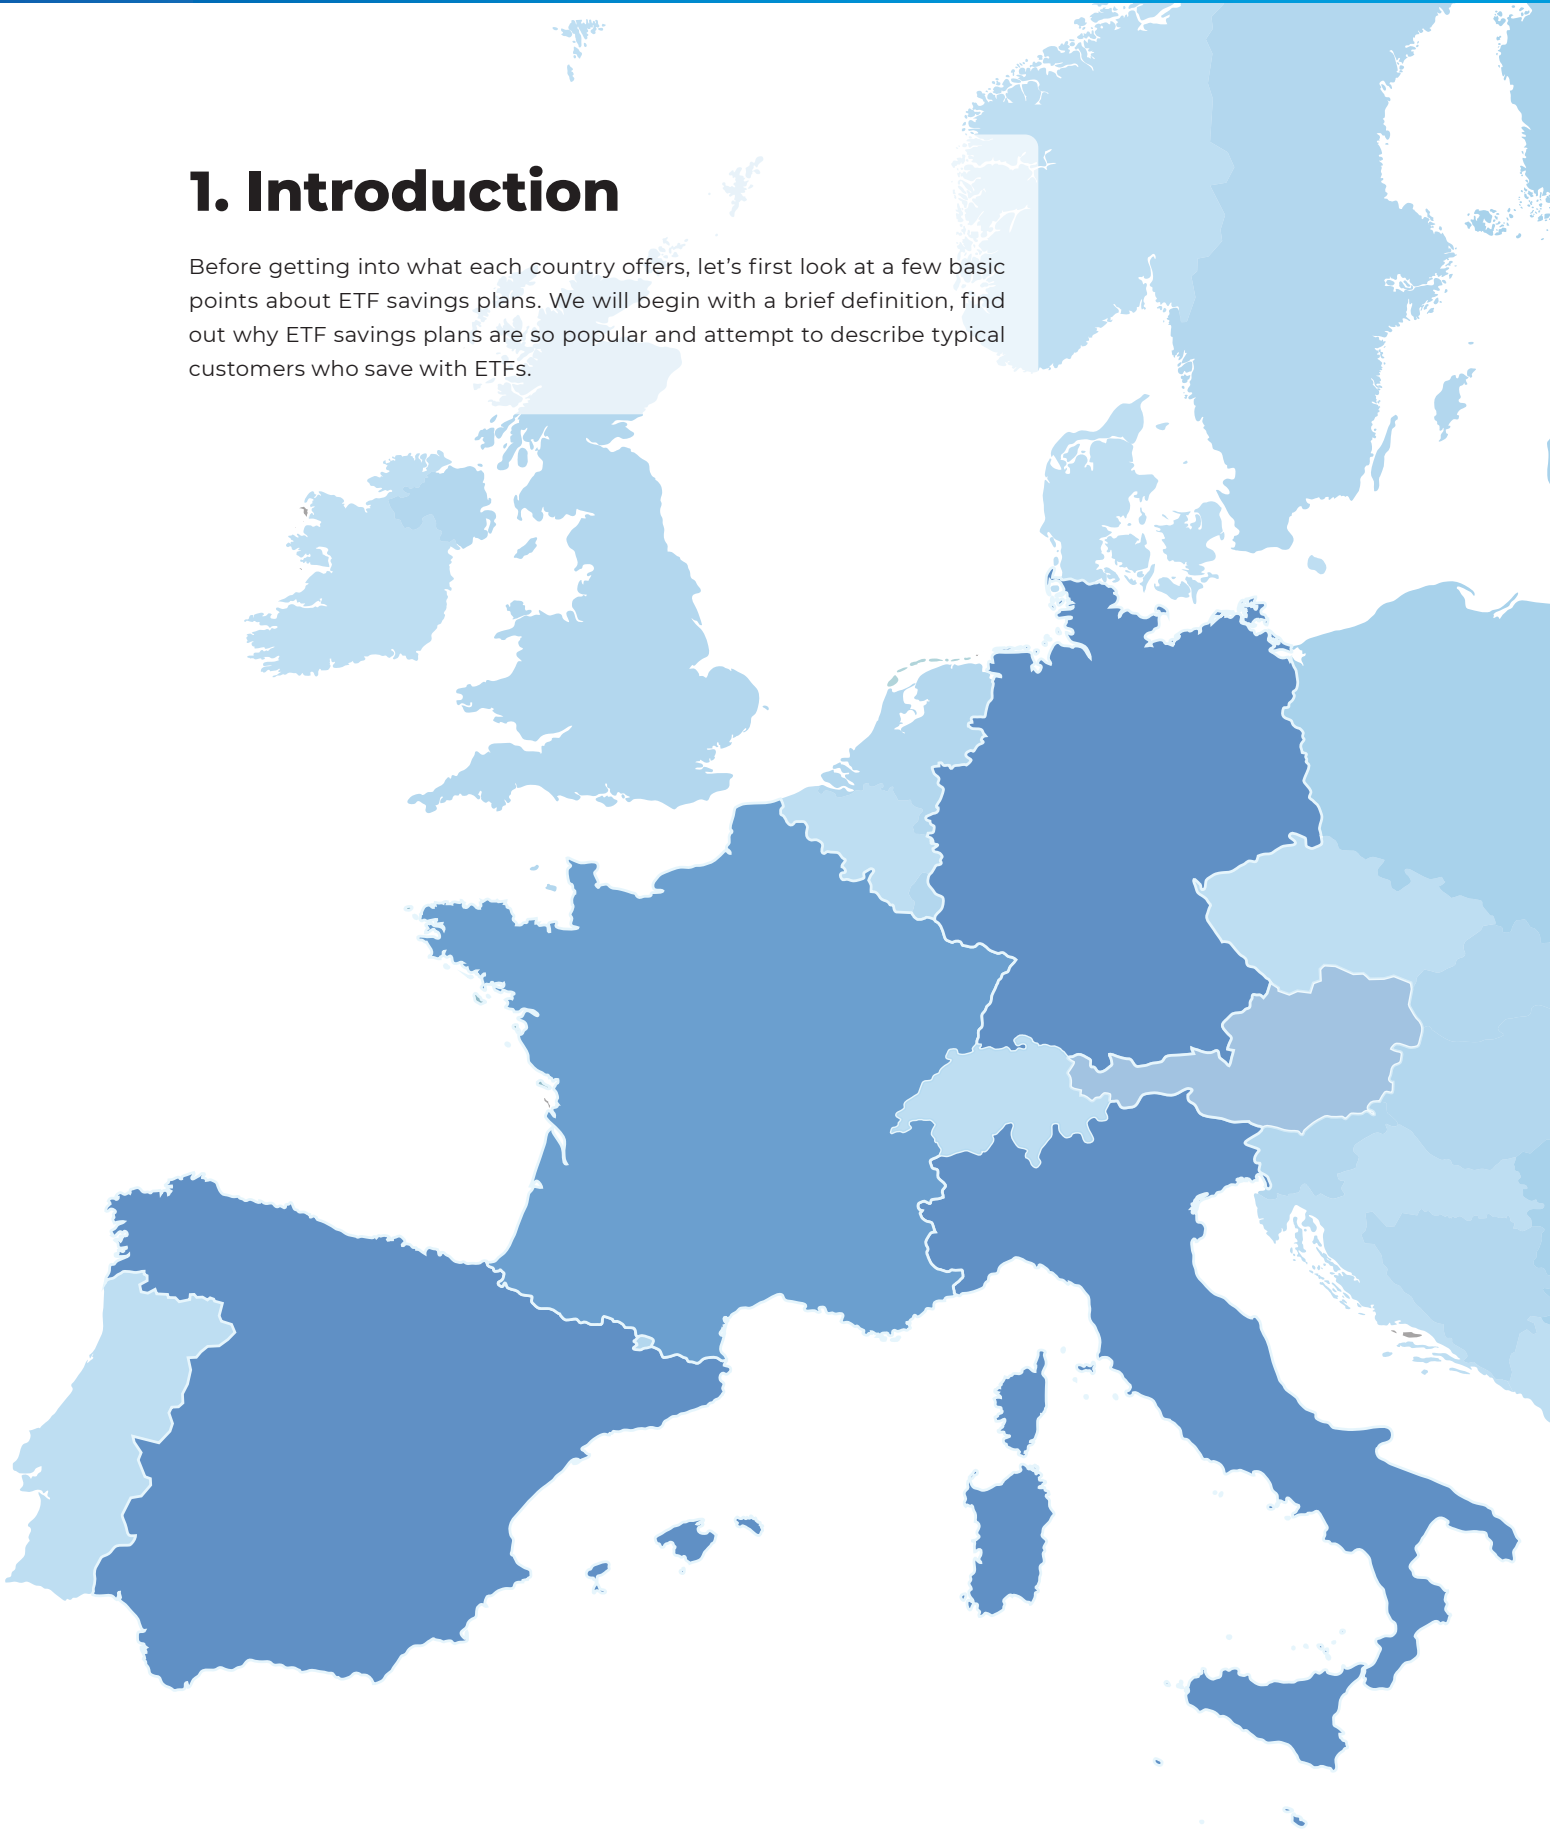 1. Introduction
Before getting into what each country offers, let’s first look at a few basic
points about ETF savings plans. We will begin with a brief definition, find
out why ETF savings plans are so popular and attempt to describe typical
customers who save with ETFs.